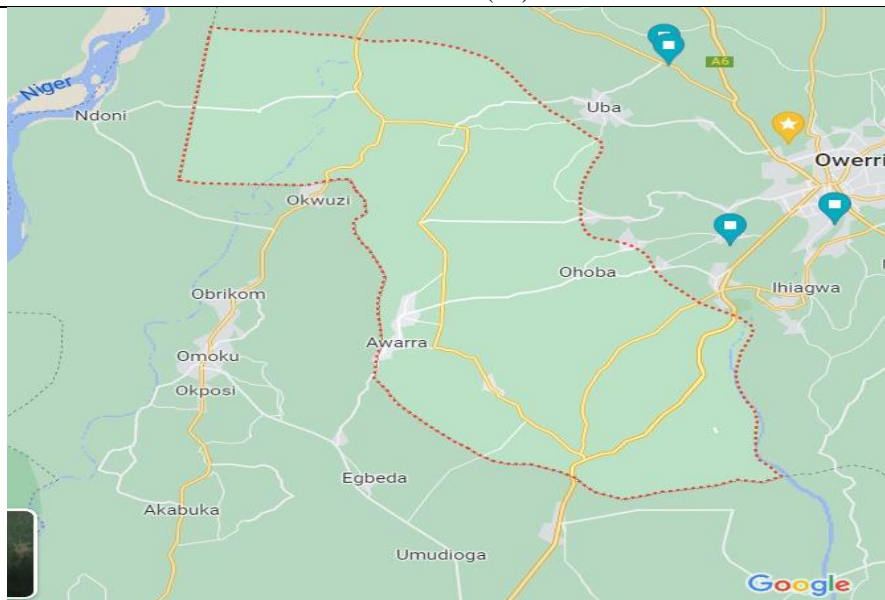 A6
Niger
Ndoni
Uba
Owerri
Okwuzi
Ohoba
Ihiagwa
Obrikom
Awarra
Omoku
Okposi
Egbeda
Akabuka
Umudioga
Google